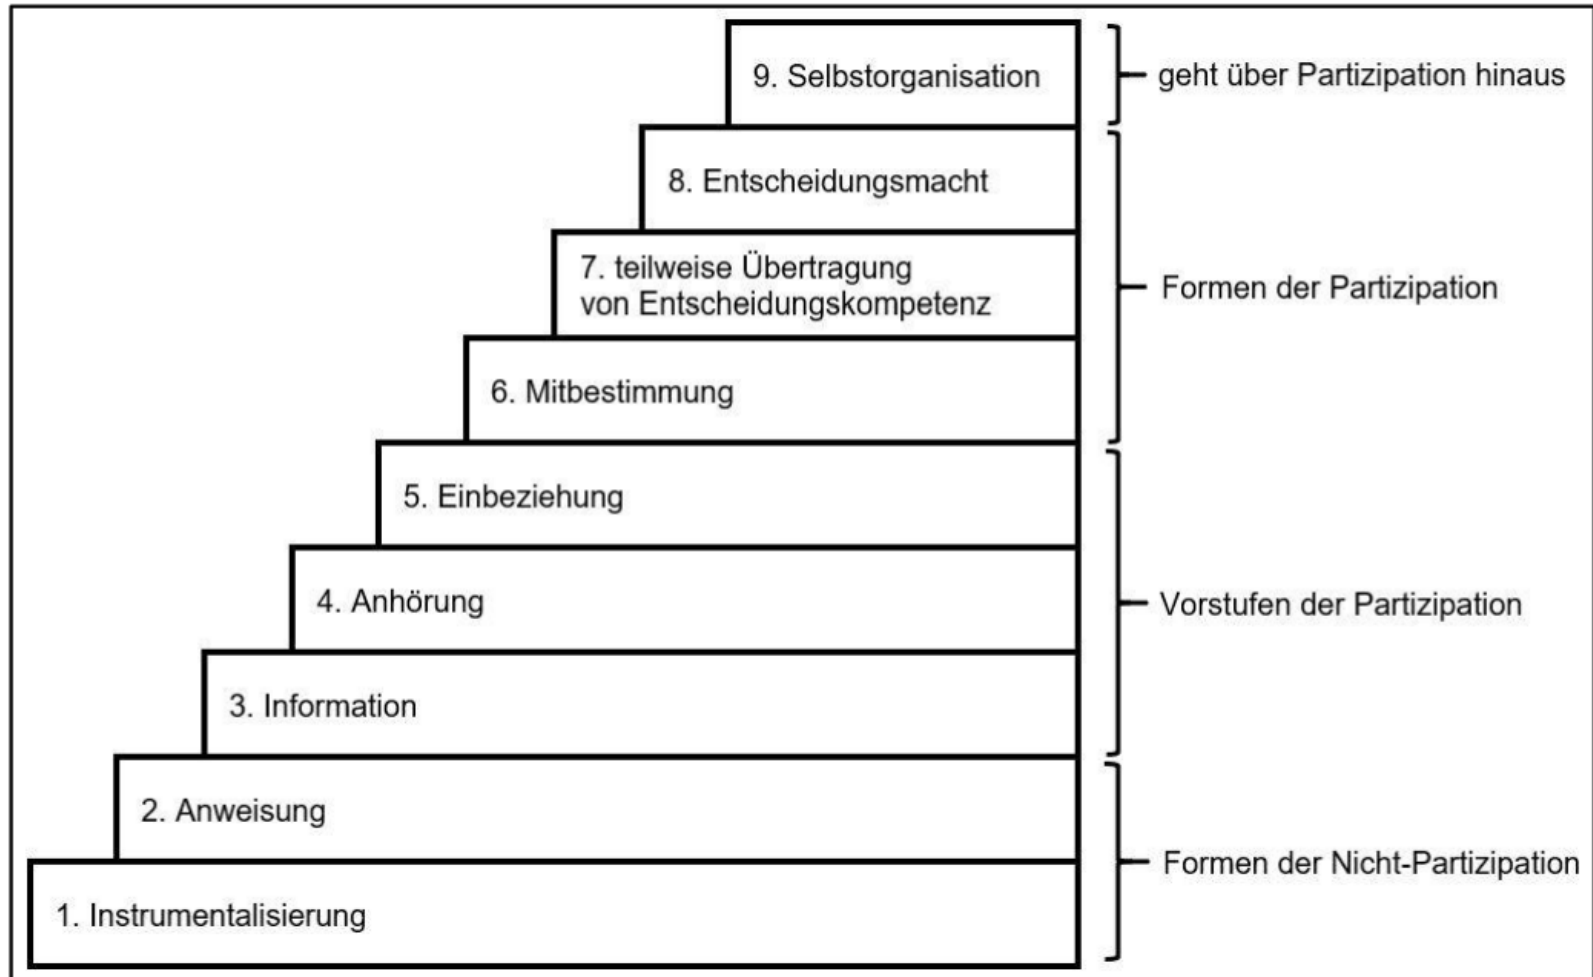 9. Selbstorganisation
geht über Partizipation hinaus
8. Entscheidungsmacht
7. teilweise Übertragung
von Entscheidungskompetenz
Formen der Partizipation
6. Mitbestimmung
5. Einbeziehung
4. Anhörung
Vorstufen der Partizipation
3. Information
2. Anweisung
Formen der Nicht-Partizipation
1. Instrumentalisierung